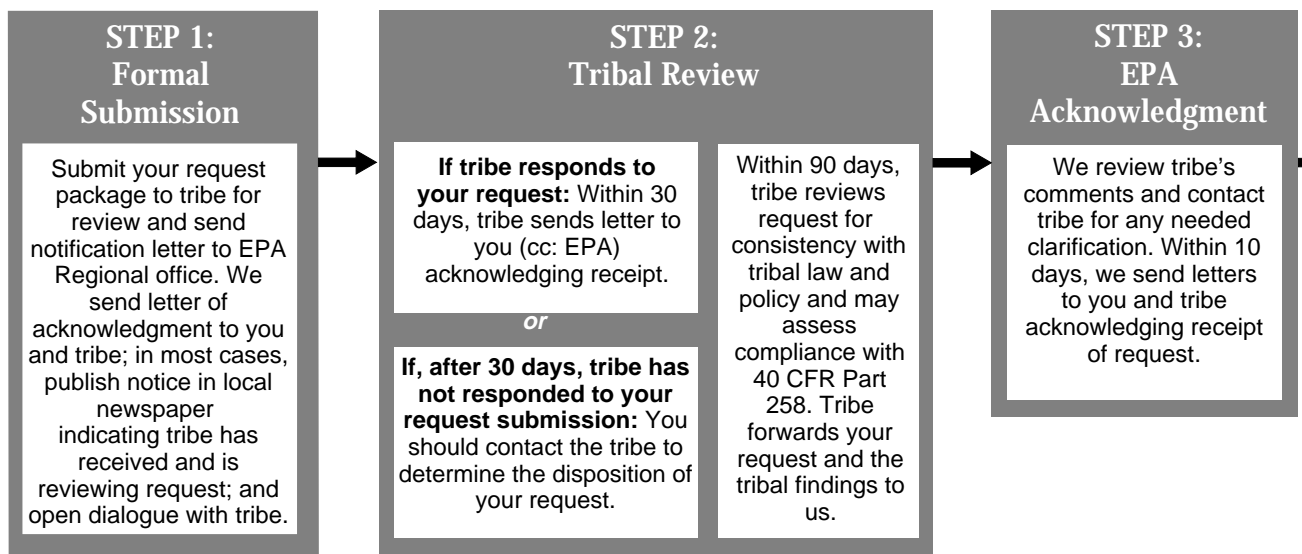 STEP 1:
Formal
Submission
Submit your request
package to tribe for
review and send
notification letter to EPA
Regional office. We
send letter of
acknowledgment to you
and tribe; in most cases,
publish notice in local
newspaper
indicating tribe has
received and is
reviewing request; and
open dialogue with tribe.
STEP 2:
Tribal Review
If tribe responds to
your request: Within 30
days, tribe sends letter to
you (cc: EPA)
acknowledging receipt.
or
If, after 30 days, tribe has
not responded to your
request submission: You
should contact the tribe to
determine the disposition of
your request.
Within 90 days,
tribe reviews
request for
consistency with
tribal law and
policy and may
assess
compliance with
40 CFR Part
258. Tribe
forwards your
request and the
tribal findings to
us.
STEP 3:
EPA
Acknowledgment
We review tribe's
comments and contact
tribe for any needed
clarification. Within 10
days, we send letters
to you and tribe
acknowledging receipt
of request.